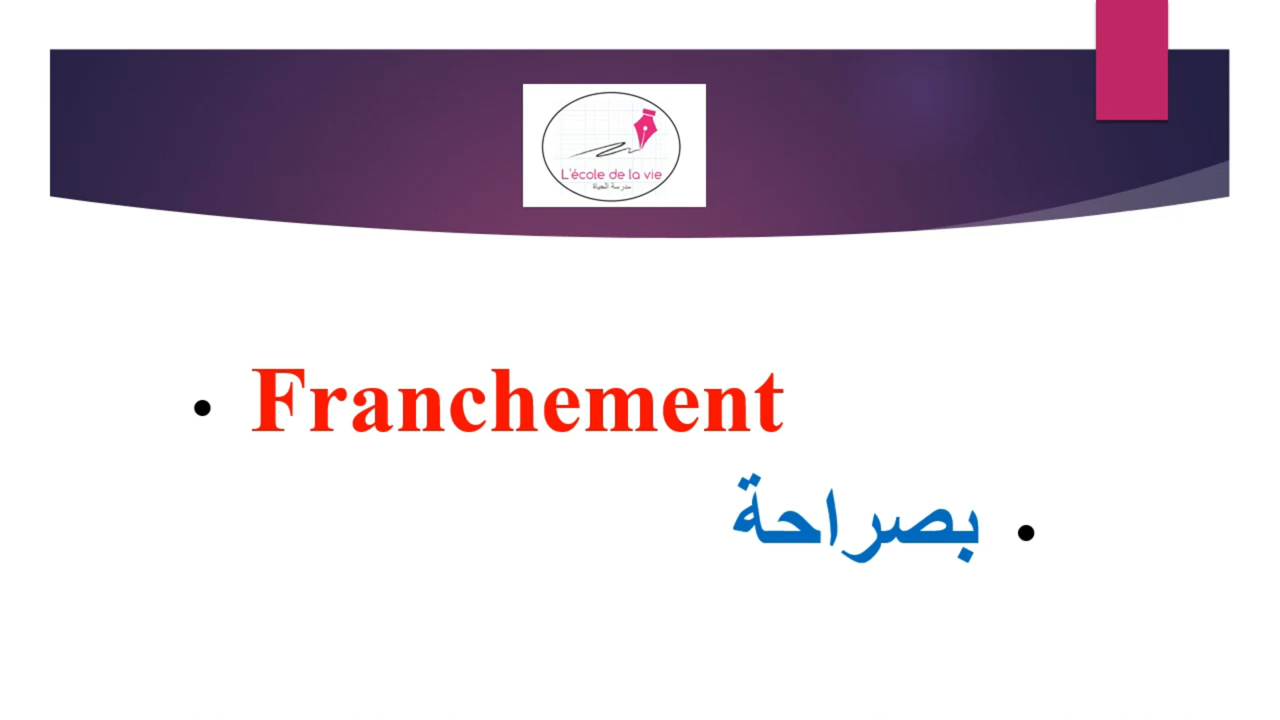 L'école de la vie
مدرسة الحياة
• Franchement
• بصراحة